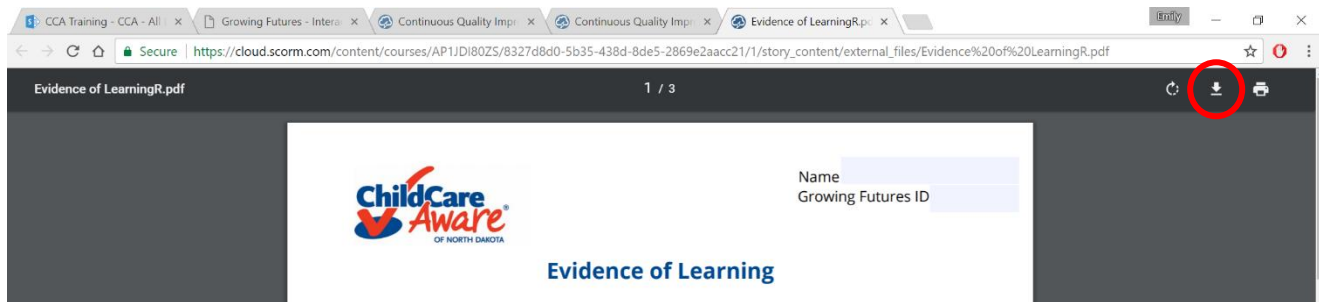 CCA Training - CCA - All
Growing Futures - Intera
Continuous Quality Impr
Continuous Quality Impr
Evidence of LearningR.pd
Emily
Secure https://cloud.scorm.com/content/courses/AP1JDI80ZS/8327d8d0-5b35-438d-8de5-2869e2aacc21/1/story_content/external_files/Evidence%20of%20LearningR.pdf
Evidence of LearningR.pdf
1 / 3
ChildCare
Aware®
OF NORTH DAKOTA
Name
Growing Futures ID
Evidence of Learning